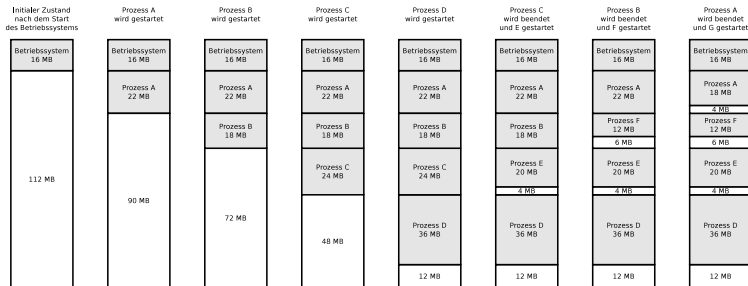 Initialer Zustand
nach dem Start
des Betriebssystems
Betriebssystem
16 MB
112 MB
Prozess A
wird gestartet
Betriebssystem
16 MB
Prozess A
22 MB
90 MB
Prozess B
wird gestartet
Betriebssystem
16 MB
Prozess A
22 MB
Prozess B
18 MB
72 MB
Prozess C
wird gestartet
Betriebssystem
16 MB
Prozess A
22 MB
Prozess B
18 MB
Prozess C
24 MB
48 MB
Prozess D
wird gestartet
Betriebssystem
16 MB
Prozess A
22 MB
Prozess B
18 MB
Prozess C
24 MB
Prozess D
36 MB
12 MB
Prozess C
wird beendet
und E gestartet
Betriebssystem
16 MB
Prozess A
22 MB
Prozess B
18 MB
Prozess E
20 MB
4 MB
Prozess D
36 MB
12 MB
Prozess B
wird beendet
und F gestartet
Betriebssystem
16 MB
Prozess A
22 MB
Prozess F
12 MB
6 MB
Prozess E
20 MB
4 MB
Prozess D
36 MB
12 MB
Prozess A
wird beendet
und G gestartet
Betriebssystem
16 MB
Prozess A
18 MB
4 MB
Prozess F
12 MB
6 MB
Prozess E
20 MB
4 MB
Prozess D
36 MB
12 MB